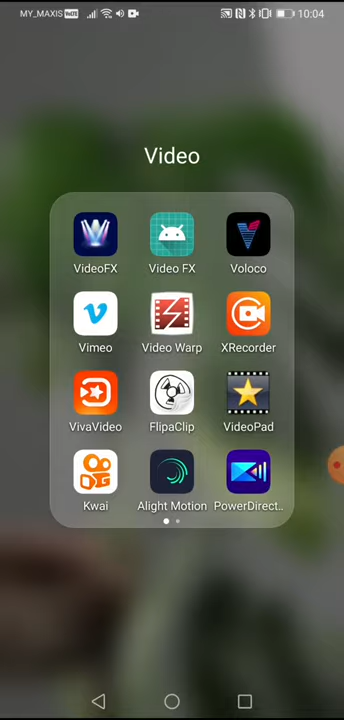 MY_MAXIS VoLTE 10:04
Video
VideoFX Video FX Voloco
Vimeo Video Warp XRecorder
VivaVideo FlipaClip VideoPad
Kwai Alight Motion PowerDirect..